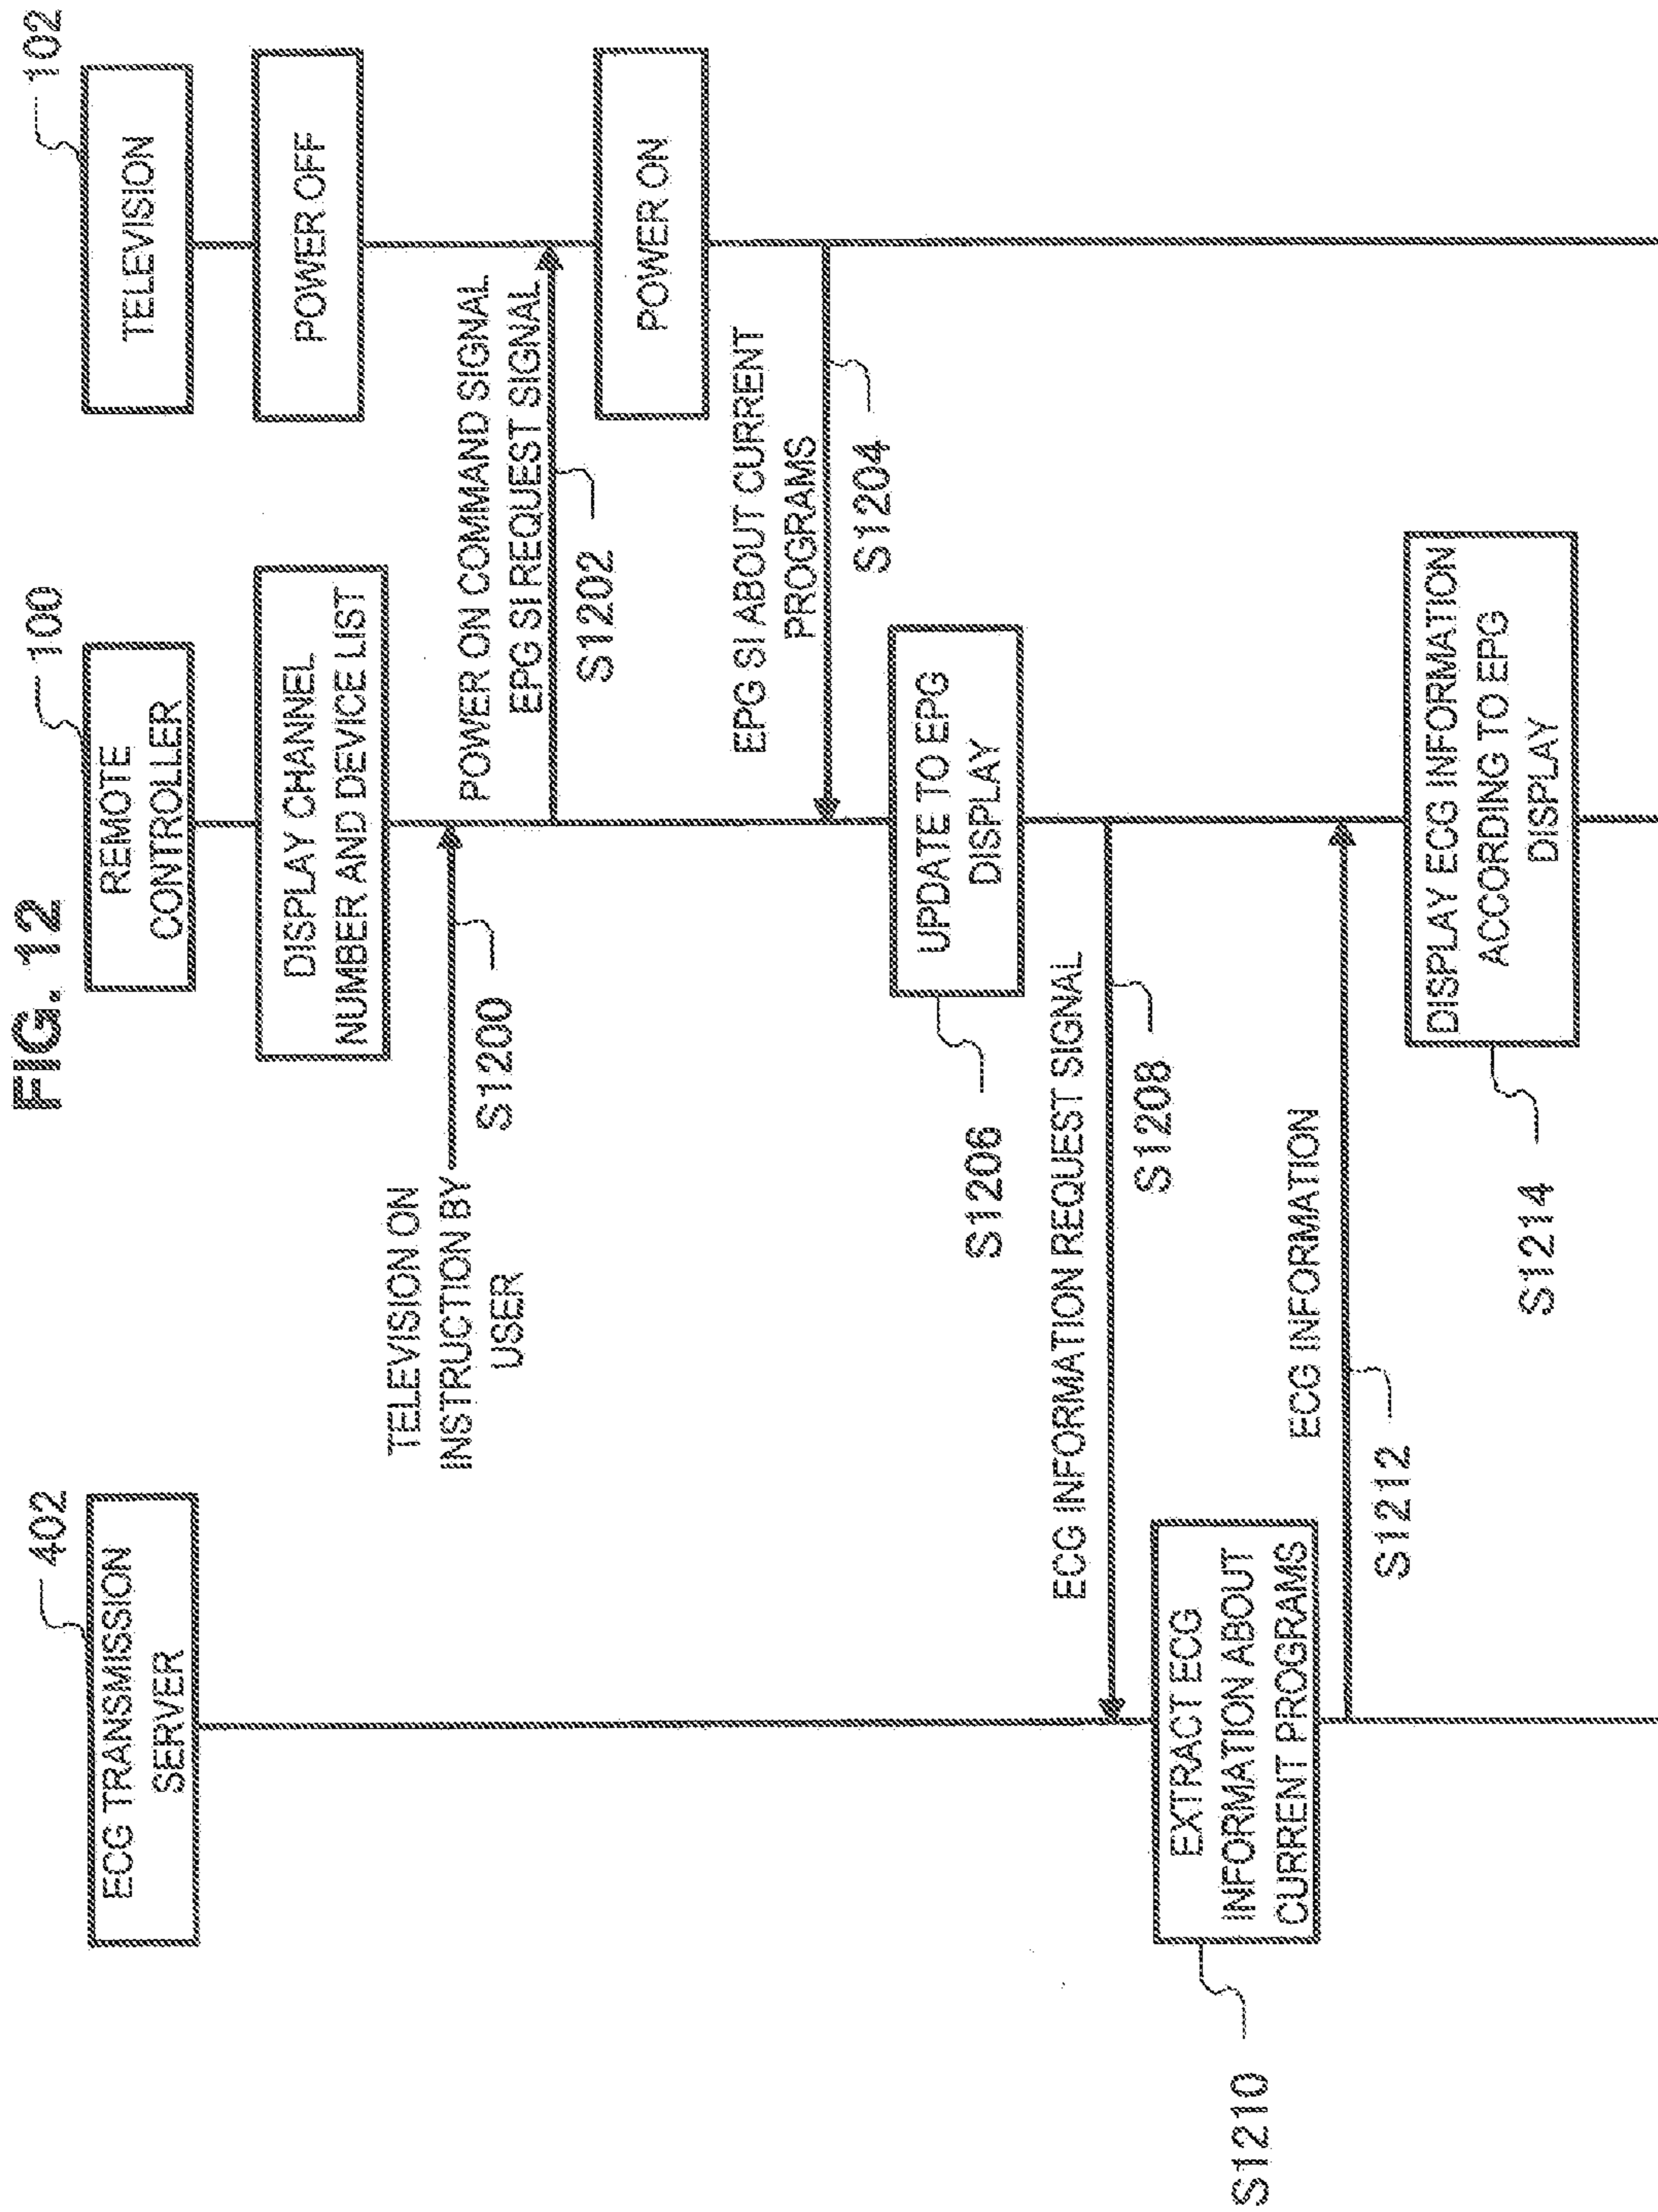 FIG. 12
ECG TRANSMISSION
SERVER
402
REMOTE
CONTROLLER
100
TELEVISION
102
DISPLAY CHANNEL
NUMBER AND DEVICE LIST
POWER OFF
TELEVISION ON
INSTRUCTION BY
USER
S1200
POWER ON COMMAND SIGNAL
EPG SI REQUEST SIGNAL
S1202
POWER ON
EPG SI ABOUT CURRENT
PROGRAMS
S1204
UPDATE TO EPG
DISPLAY
S1206
ECG INFORMATION REQUEST SIGNAL
S1208
EXTRACT ECG
INFORMATION ABOUT
CURRENT PROGRAMS
S1210
ECG INFORMATION
S1212
DISPLAY ECG INFORMATION
ACCORDING TO EPG
DISPLAY
S1214